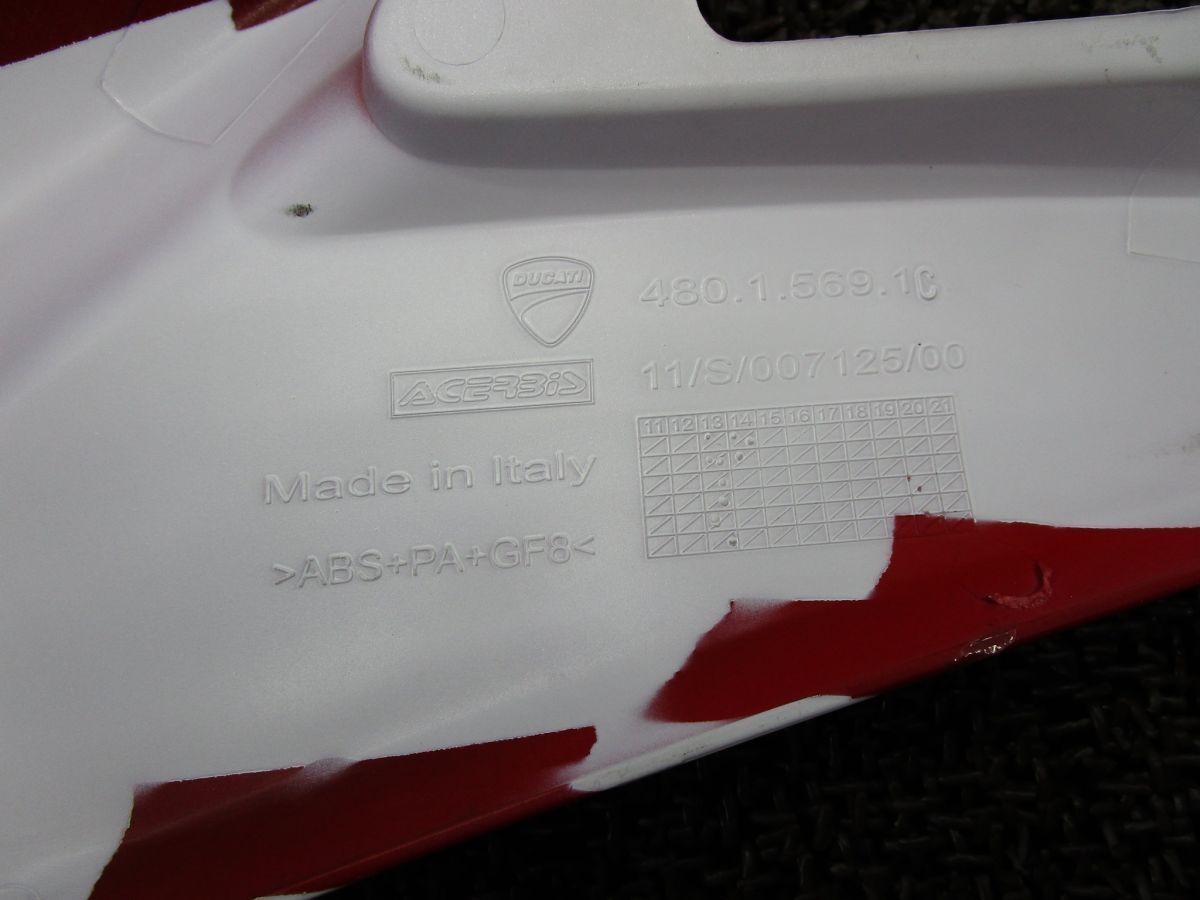 DUCATI
480.1.569.1C
ACERBIS
11/S/007125/00
11 12 13 14 15 16 17 18 19 20 21
Made in Italy
>ABS+PA+GF8<